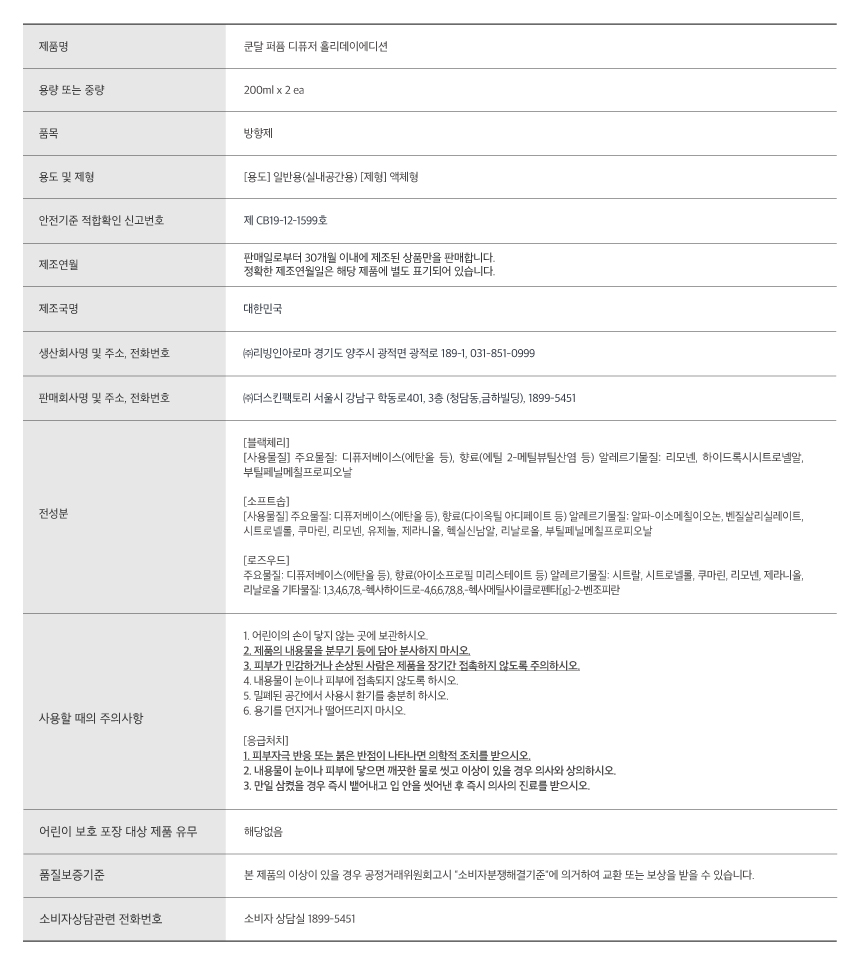 제품명
쿤달 퍼퓸 디퓨저 홀리데이에디션
용량 또는 중량
200ml x 2 ea
품목
방향제
용도 및 제형
[용도] 일반용(실내공간용) [제형] 액체형
안전기준 적합확인 신고번호
제 CB19-12-1599호
제조연월
판매일로부터 30개월 이내에 제조된 상품만을 판매합니다.
정확한 제조연월일은 해당 제품에 별도 표기되어 있습니다.
제조국명
대한민국
생산회사명 및 주소, 전화번호
㈜리빙인아로마 경기도 양주시 광적면 광적로 189-1, 031-851-0999
판매회사명 및 주소, 전화번호
㈜더스킨팩토리 서울시 강남구 학동로401, 3층 (청담동,금하빌딩), 1899-5451
전성분
[블랙체리]
[사용물질] 주요물질: 디퓨저베이스(에탄올 등), 향료(에틸 2-메틸뷰틸산염 등) 알레르기물질: 리모넨, 하이드록시시트로넬알,
부틸페닐메칠프로피오날
[소프트솝]
[사용물질] 주요물질: 디퓨저베이스(에탄올 등), 향료(다이옥틸 아디페이트 등) 알레르기물질: 알파-이소메칠이오논, 벤질살리실레이트,
시트로넬롤, 쿠마린, 리모넨, 유제놀, 제라니올, 헥실신남알, 리날로올, 부틸페닐메칠프로피오날
[로즈우드]
주요물질: 디퓨저베이스(에탄올 등), 향료(아이소프로필 미리스테이트 등) 알레르기물질: 시트랄, 시트로넬롤, 쿠마린, 리모넨, 제라니올,
리날로올 기타물질: 1,3,4,6,7,8,-헥사하이드로-4,6,6,7,8,8,-헥사메틸사이클로펜타[g]-2-벤조피란
사용할 때의 주의사항
1. 어린이의 손이 닿지 않는 곳에 보관하시오.
2. 제품의 내용물을 분무기 등에 담아 분사하지 마시오.
3. 피부가 민감하거나 손상된 사람은 제품을 장기간 접촉하지 않도록 주의하시오.
4. 내용물이 눈이나 피부에 접촉되지 않도록 하시오.
5. 밀폐된 공간에서 사용시 환기를 충분히 하시오.
6. 용기를 던지거나 떨어뜨리지 마시오.
[응급처치]
1. 피부자극 반응 또는 붉은 반점이 나타나면 의학적 조치를 받으시오.
2. 내용물이 눈이나 피부에 닿으면 깨끗한 물로 씻고 이상이 있을 경우 의사와 상의하시오.
3. 만일 삼켰을 경우 즉시 뱉어내고 입 안을 씻어낸 후 즉시 의사의 진료를 받으시오.
어린이 보호 포장 대상 제품 유무
해당없음
품질보증기준
본 제품의 이상이 있을 경우 공정거래위원회고시 "소비자분쟁해결기준"에 의거하여 교환 또는 보상을 받을 수 있습니다.
소비자상담관련 전화번호
소비자 상담실 1899-5451